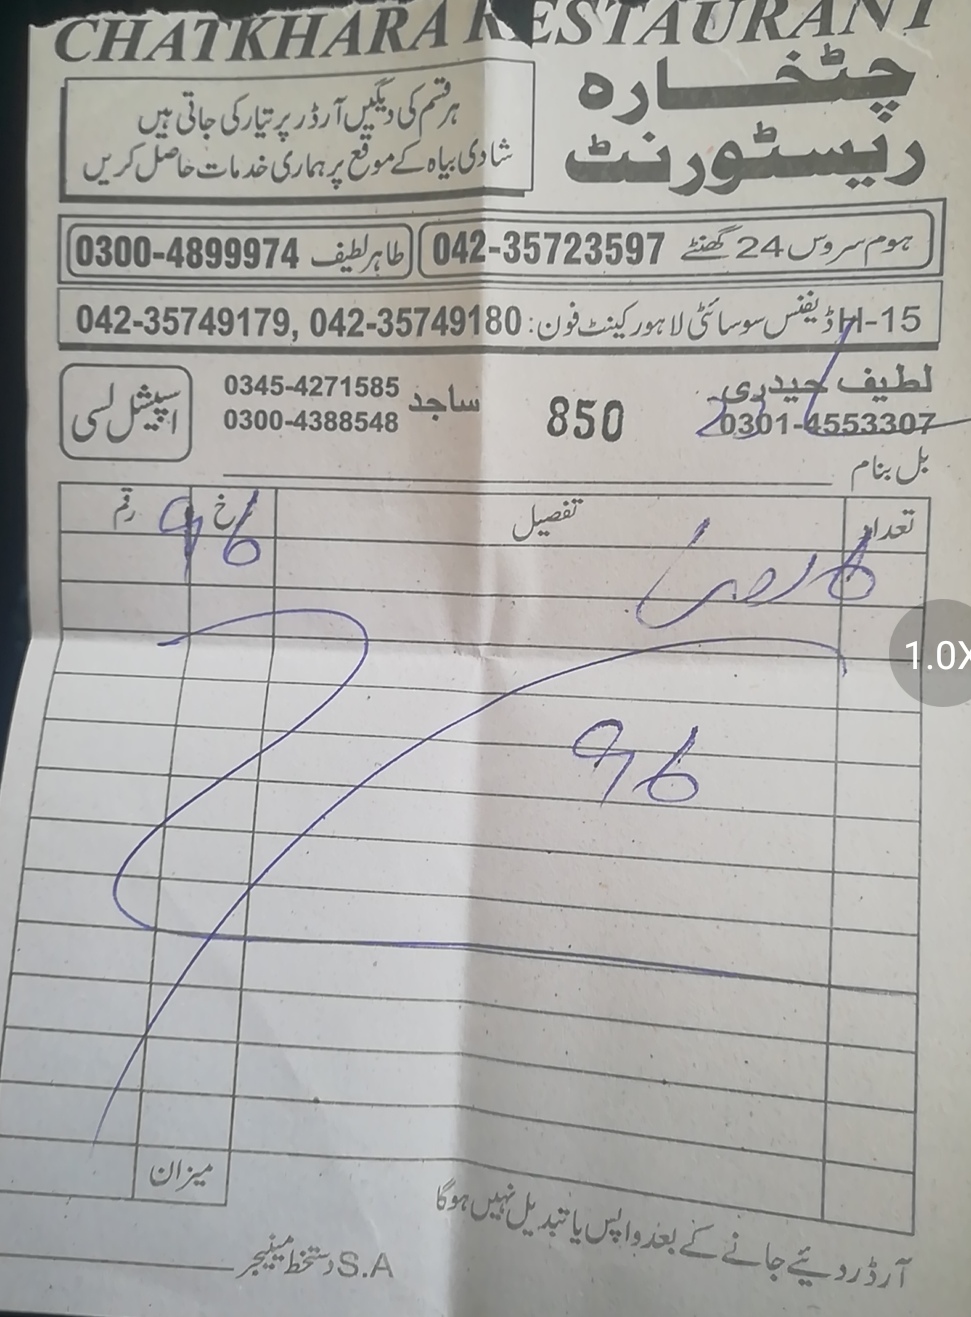 CHATKHARA RESTAURANT
چٹخارہ
ریسٹورنٹ
ہر قسم کی دیگیں آرڈر پر تیار کی جاتی ہیں
شادی بیاہ کے موقع پر ہماری خدمات حاصل کریں
ہوم سروس 24 گھنٹے 042-35723597
طاہر لطیف 0300-4899974
15-H ڈیفنس سوسائٹی لاہور کینٹ فون: 042-35749180 ,042-35749179
لطیف حیدری
0301-4553307
850
ساجد
0345-4271585
0300-4388548
اسپیشل لسی
بل بنام
تعداد تفصیل نرخ رقم
96
96
میزان
آرڈر دیئے جانے کے بعد واپس یا تبدیل نہیں ہوگا
S.A دستخط مینیجر
1.0X